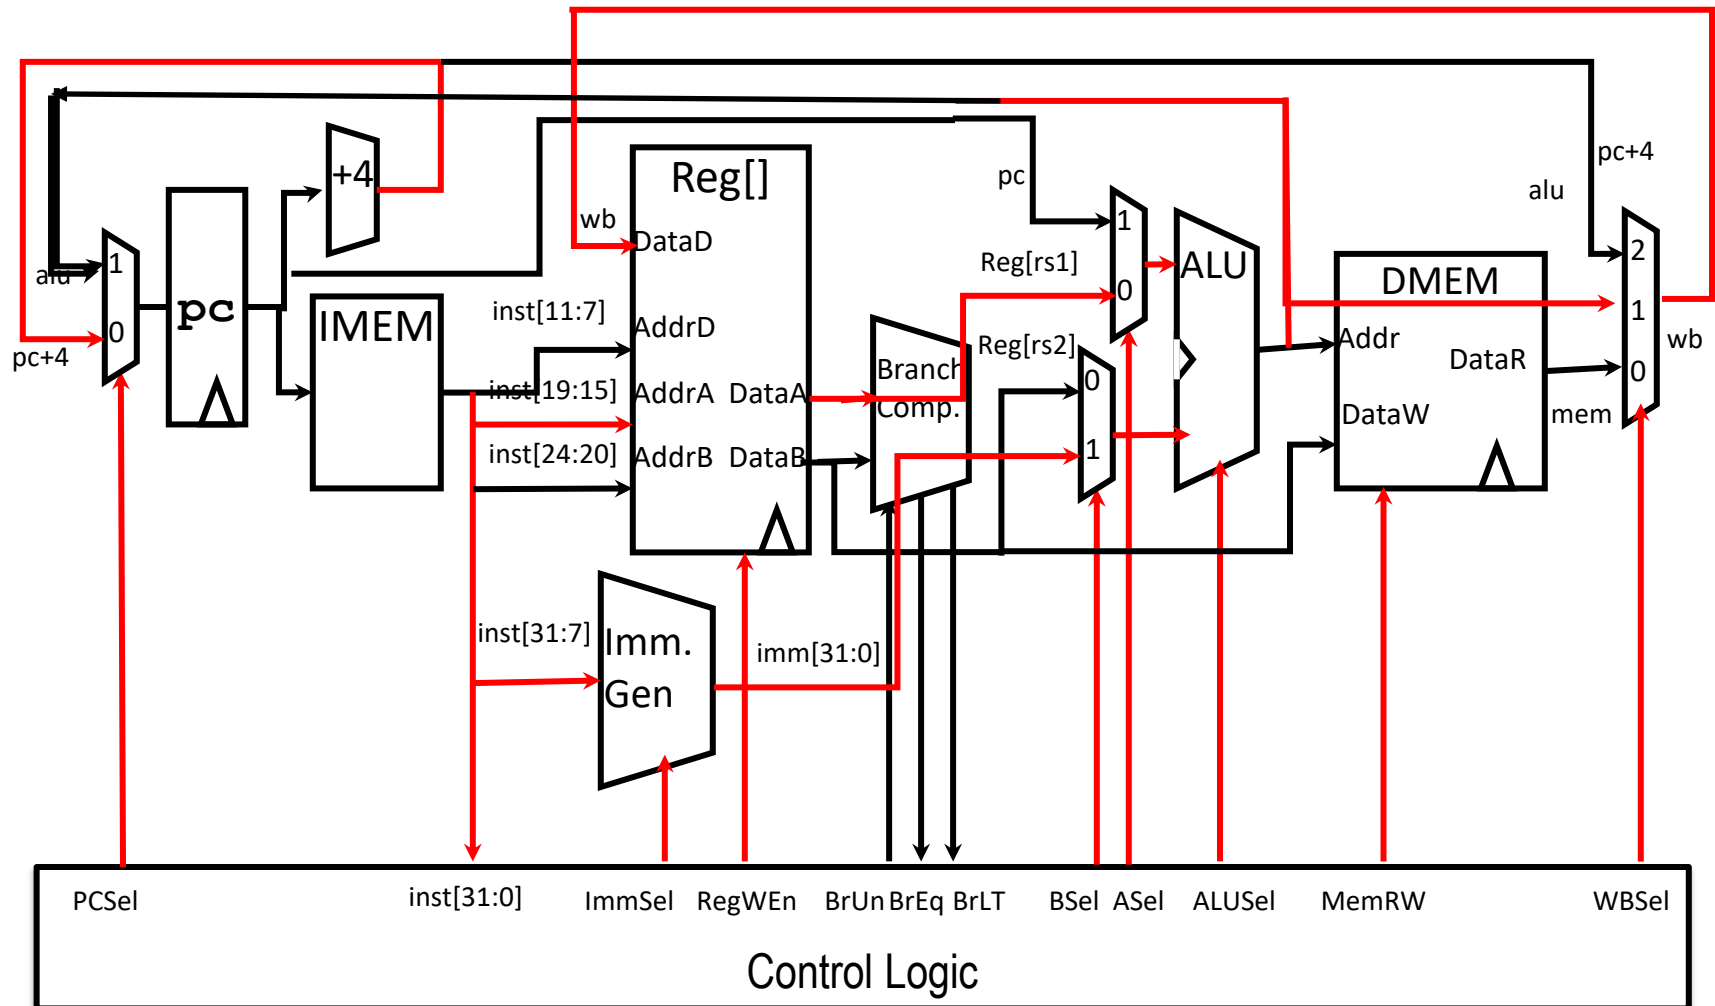 pc+4
alu
pc
+4
Reg[]
wb
DataD
Reg[rs1]
1
ALU
2
DMEM
alu
1
pc
IMEM
inst[11:7]
AddrD
0
1
0
pc+4
Reg[rs2]
Addr
wb
DataR
Branch
Comp.
0
0
inst[19:15]
AddrA
DataA
DataW
mem
inst[24:20]
AddrB
DataB
1
inst[31:7]
Imm.
Gen
imm[31:0]
PCSel
inst[31:0]
ImmSel
RegWEn
BrUn
BrEq
BrLT
BSel
ASel
ALUSel
MemRW
WBSel
Control Logic